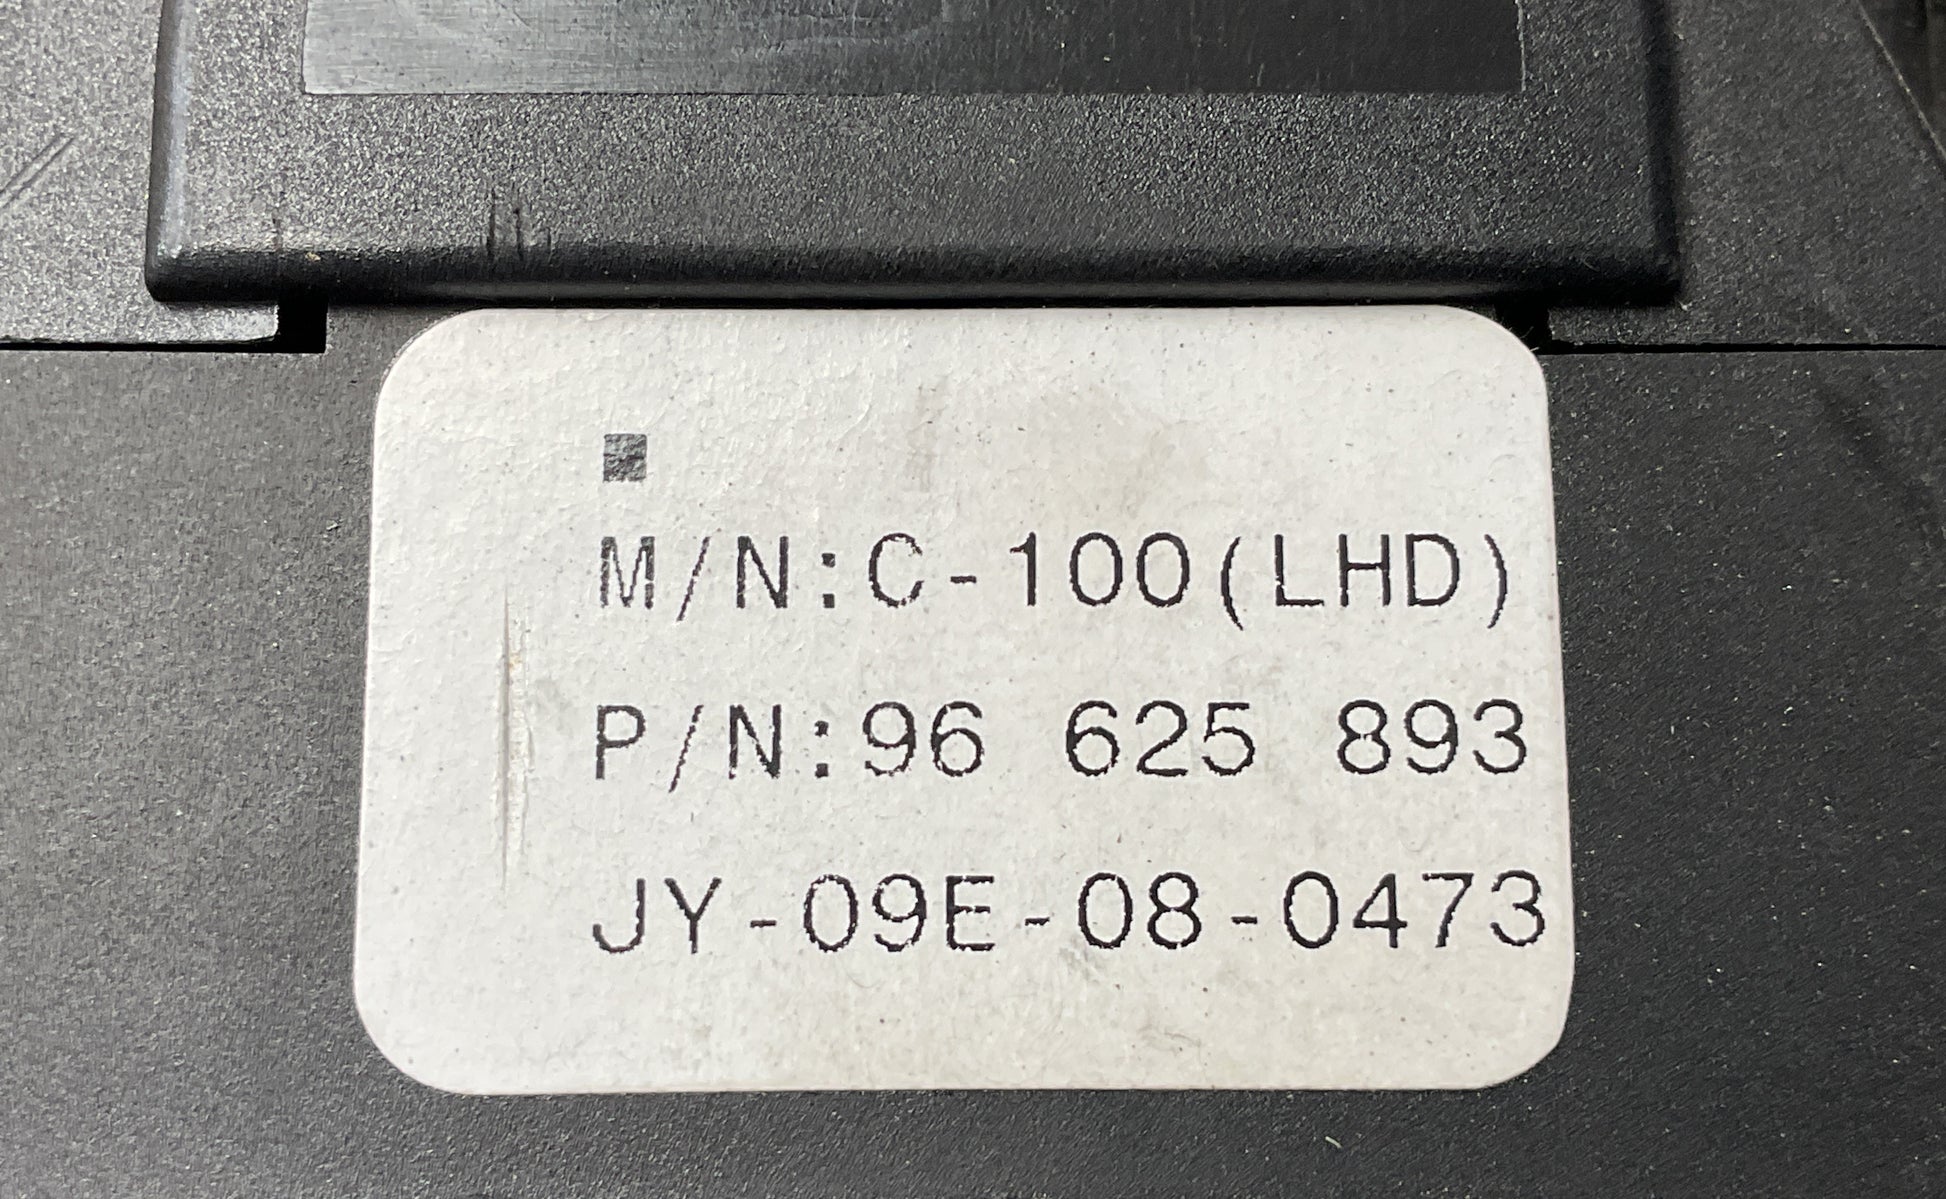 M/N:C-100(LHD)
P/N:96 625 893
JY-09E-08-0473